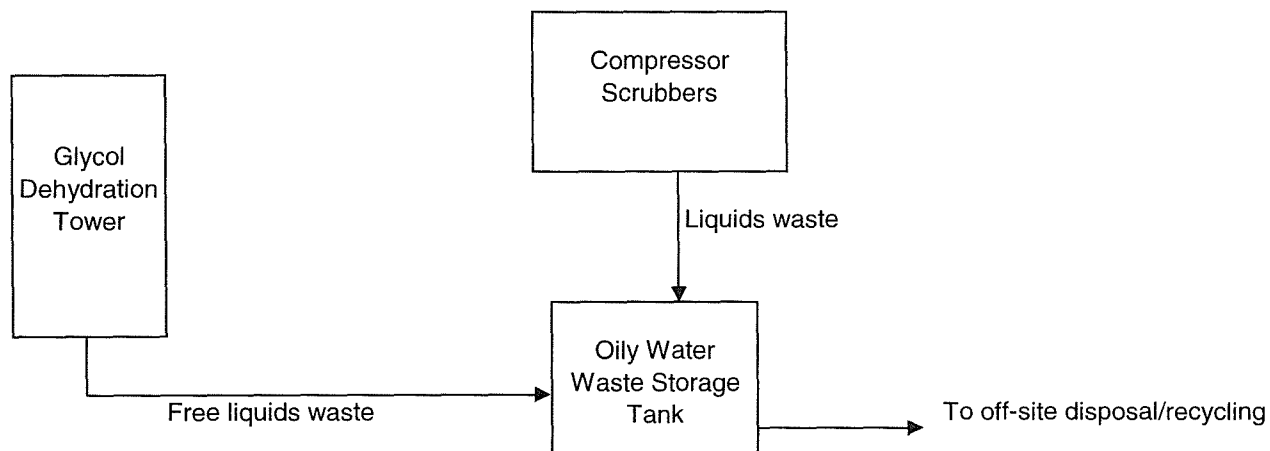 Compressor
Scrubbers
Glycol
Dehydration
Tower
Liquids waste
Oily Water
Waste Storage
Tank
Free liquids waste
To off-site disposal/recycling